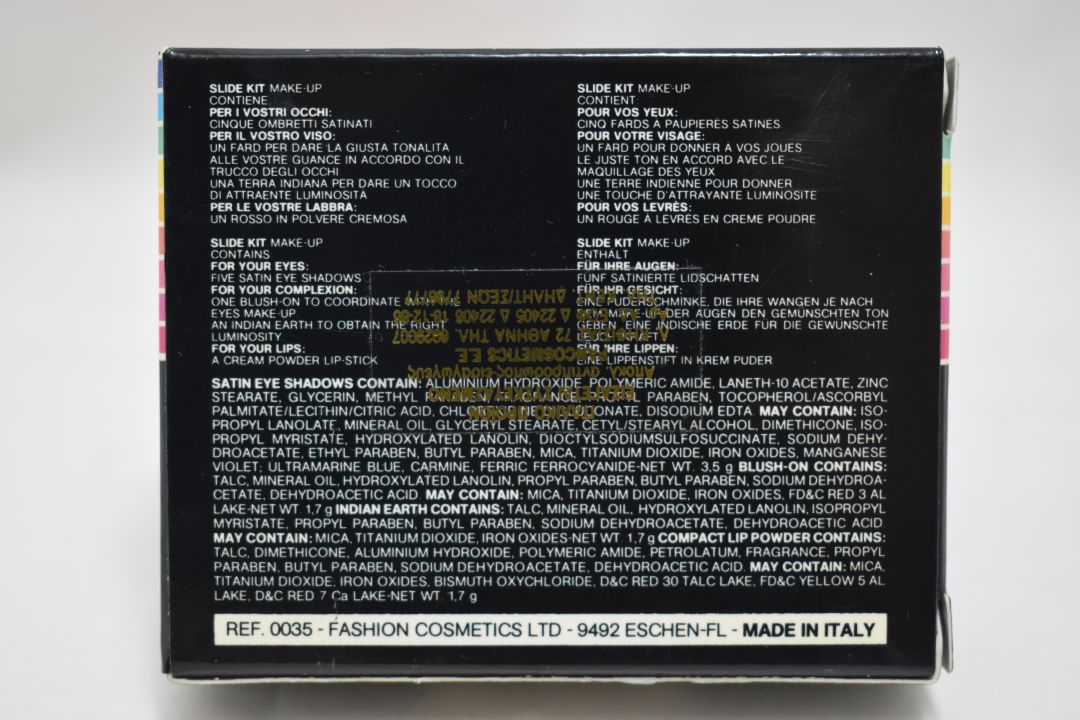 SLIDE KIT MAKE-UP
CONTIENE
PER I VOSTRI OCCHI:
CINQUE OMBRETTI SATINATI
PER IL VOSTRO VISO:
UN FARD PER DARE LA GIUSTA TONALITA
ALLE VOSTRE GUANCE IN ACCORDO CON IL
TRUCCO DEGLI OCCHI
UNA TERRA INDIANA PER DARE UN TOCCO
DI ATTRAENTE LUMINOSITA
PER LE VOSTRE LABBRA:
UN ROSSO IN POLVERE CREMOSA
SLIDE KIT MAKE-UP
CONTIENT
POUR VOS YEUX:
CINQ FARDS A PAUPIERES SATINES
POUR VOTRE VISAGE:
UN FARD POUR DONNER A VOS JOUES
LE JUSTE TON EN ACCORD AVEC LE
MAQUILLAGE DES YEUX
UNE TERRE INDIENNE POUR DONNER
UNE TOUCHE D'ATTRAYANTE LUMINOSITE
POUR VOS LEVRES:
UN ROUGE A LEVRES EN CREME POUDRE
SLIDE KIT MAKE-UP
CONTAINS
FOR YOUR EYES:
FIVE SATIN EYE SHADOWS
FOR YOUR COMPLEXION:
ONE BLUSH-ON TO COORDINATE WITH THE
EYES MAKE-UP
AN INDIAN EARTH TO OBTAIN THE RIGHT
LUMINOSITY
FOR YOUR LIPS:
A CREAM POWDER LIP-STICK
SLIDE KIT MAKE-UP
ENTHALT
FÜR IHRE AUGEN:
FUNF SATINIERTE LIDSCHATTEN
FÜR IHR GESICHT:
EINE PUDERSCHMINKE, DIE IHRE WANGEN JE NACH
DEM MAKE-UP DER AUGEN DEN GEMUNSCHTEN TON
GEBEN EINE INDISCHE ERDE FÜR DIE GEWUNSCHTE
LEUCHTKRAFT
FÜR IHRE LIPPEN:
EINE LIPPENSTIFT IN KREM PUDER
SATIN EYE SHADOWS CONTAIN: ALUMINIUM HYDROXIDE, POLYMERIC AMIDE, LANETH-10 ACETATE, ZINC
STEARATE, GLYCERIN, METHYL PARABEN, PARABEN, TOCOPHEROL/ASCORBYL
PALMITATE/LECITHIN/CITRIC ACID, DISODIUM EDTA. MAY CONTAIN: ISO-
PROPYL LANOLATE, MINERAL OIL, GLYCERYL STEARATE, CETYL/STEARYL ALCOHOL, DIMETHICONE, ISO-
PROPYL MYRISTATE, HYDROXYLATED LANOLIN, DIOCTYLSODIUMSULFOSUCCINATE, SODIUM DEHY-
DROACETATE, ETHYL PARABEN, BUTYL PARABEN, MICA, TITANIUM DIOXIDE, IRON OXIDES, MANGANESE
VIOLET; ULTRAMARINE BLUE, CARMINE, FERRIC FERROCYANIDE-NET WT. 3,5 g BLUSH-ON CONTAINS:
TALC, MINERAL OIL, HYDROXYLATED LANOLIN, PROPYL PARABEN, BUTYL PARABEN, SODIUM DEHYDROA-
CETATE, DEHYDROACETIC ACID. MAY CONTAIN: MICA, TITANIUM DIOXIDE, IRON OXIDES, FD&C RED 3 AL
LAKE-NET WT. 1,7 g INDIAN EARTH CONTAINS: TALC, MINERAL OIL, HYDROXYLATED LANOLIN, ISOPROPYL
MYRISTATE, PROPYL PARABEN, BUTYL PARABEN, SODIUM DEHYDROACETATE, DEHYDROACETIC ACID.
MAY CONTAIN: MICA, TITANIUM DIOXIDE, IRON OXIDES-NET WT. 1,7 g COMPACT LIP POWDER CONTAINS:
TALC, DIMETHICONE, ALUMINIUM HYDROXIDE, POLYMERIC AMIDE, PETROLATUM, FRAGRANCE, PROPYL
PARABEN, BUTYL PARABEN, SODIUM DEHYDROACETATE, DEHYDROACETIC ACID. MAY CONTAIN: MICA,
TITANIUM DIOXIDE, IRON OXIDES, BISMUTH OXYCHLORIDE, D&C RED 30 TALC LAKE, FD&C YELLOW 5 AL
LAKE, D&C RED 7 Ca LAKE-NET WT. 1,7 g
REF. 0035 - FASHION COSMETICS LTD - 9492 ESCHEN-FL - MADE IN ITALY